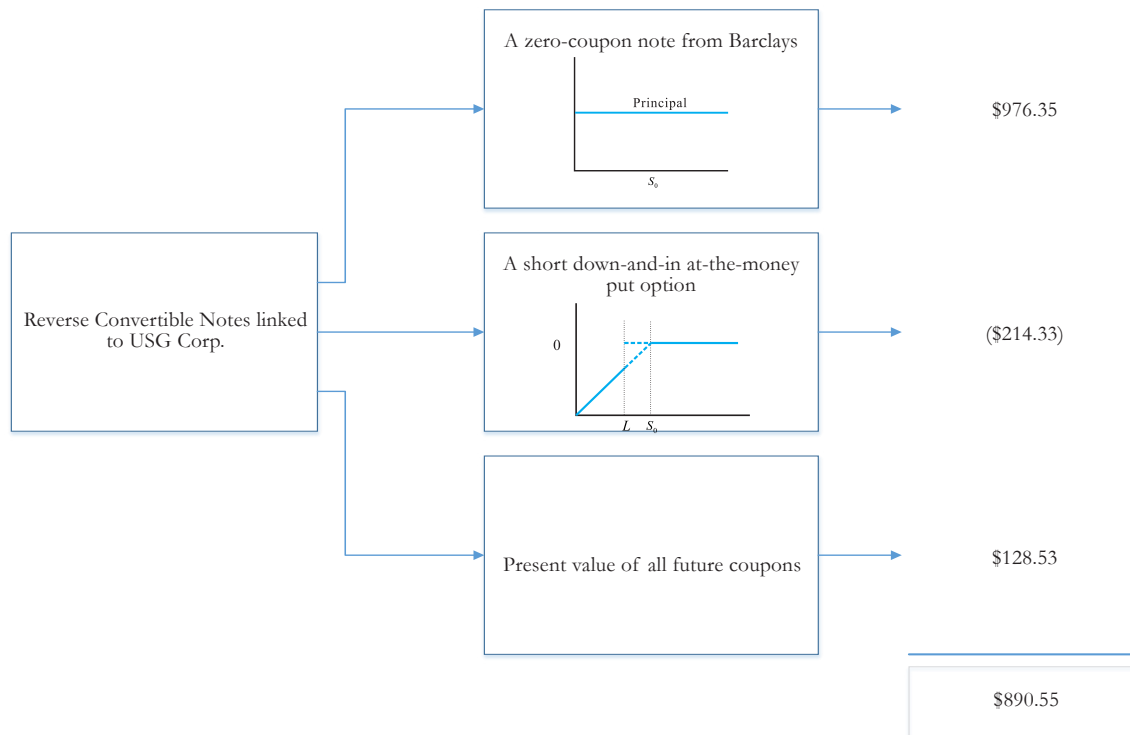 A zero-coupon note from Barclays
Principal
S₀
$976.35
Reverse Convertible Notes linked
to USG Corp.
A short down-and-in at-the-money
put option
0
L S₀
($214.33)
Present value of all future coupons
$128.53
$890.55